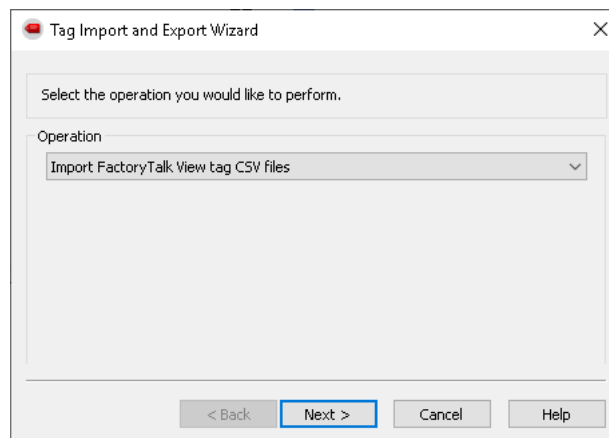 Tag Import and Export Wizard
Select the operation you would like to perform.
Operation
Import FactoryTalk View tag CSV files
< Back Next > Cancel Help